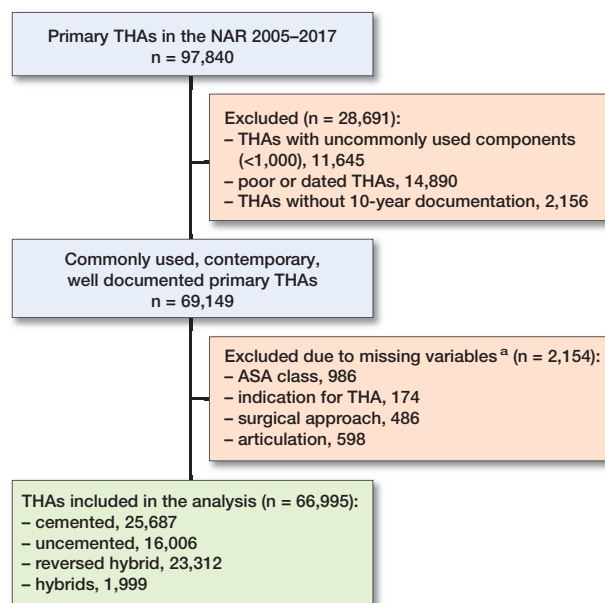 Primary THAs in the NAR 2005–2017
n = 97,840
Excluded (n = 28,691):
– THAs with uncommonly used components
(<1,000), 11,645
– poor or dated THAs, 14,890
– THAs without 10-year documentation, 2,156
Commonly used, contemporary,
well documented primary THAs
n = 69,149
Excluded due to missing variables a (n = 2,154):
– ASA class, 986
– indication for THA, 174
– surgical approach, 486
– articulation, 598
THAs included in the analysis (n = 66,995):
– cemented, 25,687
– uncemented, 16,006
– reversed hybrid, 23,312
– hybrids, 1,999